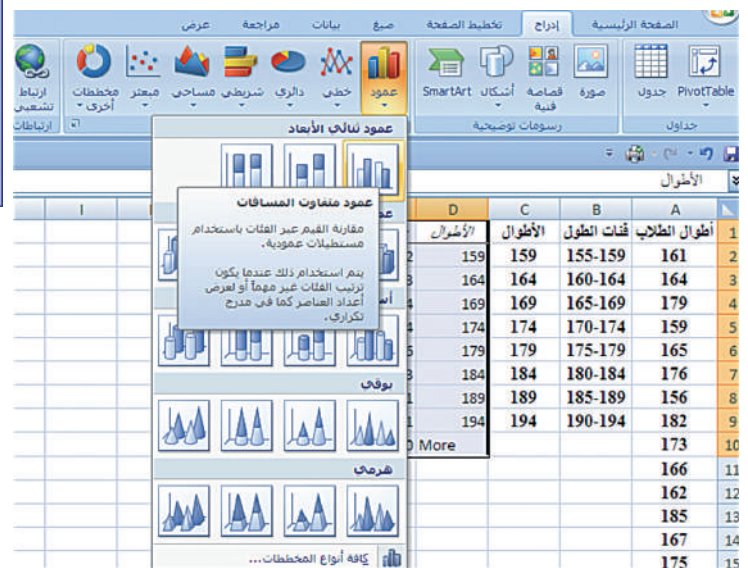 الصفحة الرئيسية إدراج تخطيط الصفحة صيغ بيانات مراجعة عرض
PivotTable جدول صورة قصاصة فنية أشكال SmartArt عمود خطي دائري شريطي مساحي مبعثر مخططات أخرى ارتباط تشعبي
جداول رسومات توضيحية ارتباطات
عمود ثنائي الأبعاد
الأطوال
عمود متفاوت المسافات
مقارنة القيم عبر الفئات باستخدام
مستطيلات عمودية.
يتم استخدام ذلك عندما يكون
ترتيب الفئات غير مهماً أو لعرض
أعداد العناصر كما في مدرج
تكراري.
بوقي
هرمي
كافة أنواع المخططات...
A B C D I
1 أطوال الطلاب فئات الطول الأطوال الأطوال
2 161 155-159 159 159
3 164 160-164 164 164
4 179 165-169 169 169
5 159 170-174 174 174
6 165 175-179 179 179
7 176 180-184 184 184
8 156 185-189 189 189
9 182 190-194 194 194
10 173 More
11 166
12 162
13 185
14 167
15 175